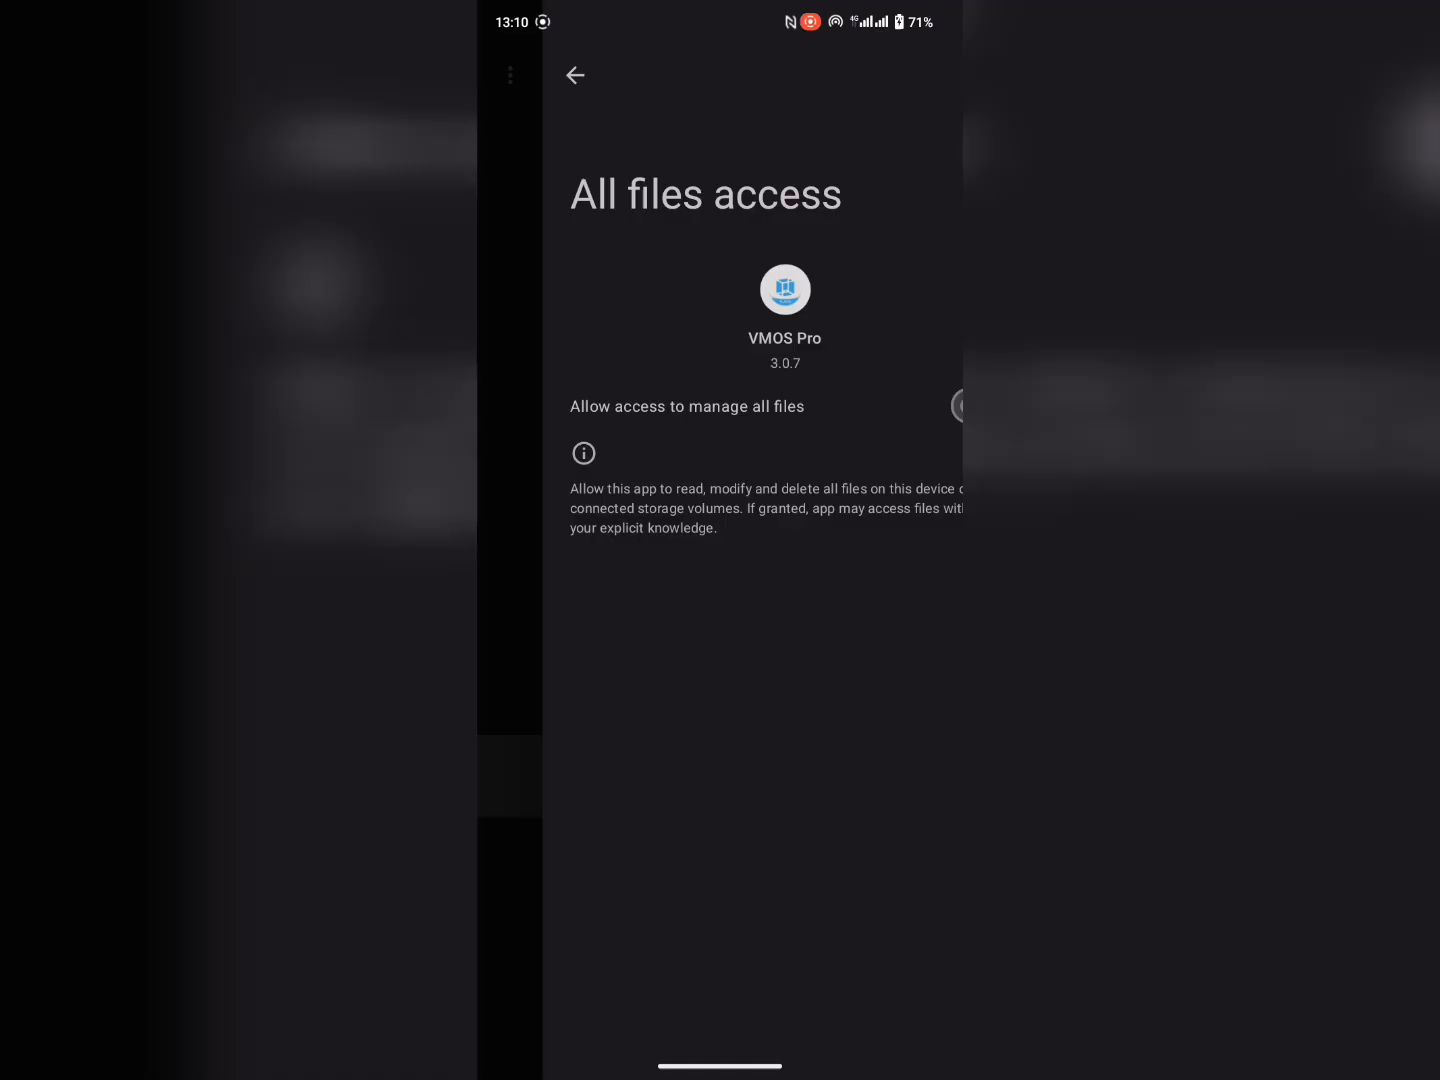 13:10
4G
71%
All files access
VMOS Pro
3.0.7
Allow access to manage all files
Allow this app to read, modify and delete all files on this device
connected storage volumes. If granted, app may access files
your explicit knowledge.